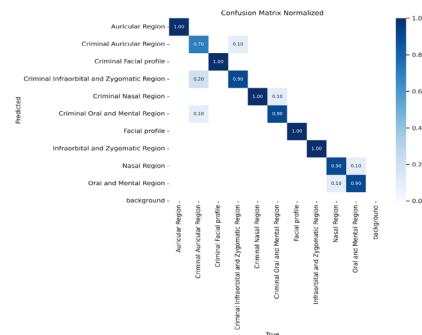 Confusion Matrix Normalized
Predicted
Auricular Region
Criminal Auricular Region
Criminal Facial profile
Criminal Infraorbital and Zygomatic Region
Criminal Nasal Region
Criminal Oral and Mental Region
Facial profile
Infraorbital and Zygomatic Region
Nasal Region
Oral and Mental Region
background
1.00
0.70 0.10
1.00
0.20 0.90
1.00 0.10
0.10 0.90
1.00
1.00
0.90 0.10
0.10 0.90
Auricular Region
Criminal Auricular Region
Criminal Facial profile
Criminal Infraorbital and Zygomatic Region
Criminal Nasal Region
Criminal Oral and Mental Region
Facial profile
Infraorbital and Zygomatic Region
Nasal Region
Oral and Mental Region
background
True
1.0
0.8
0.6
0.4
0.2
0.0